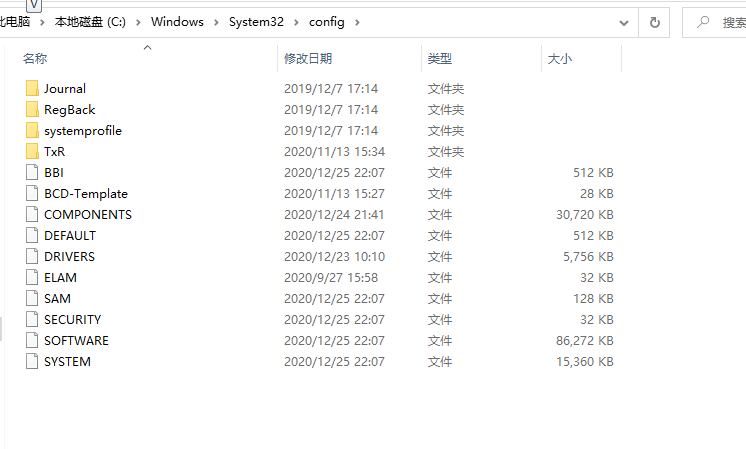 V
此电脑 > 本地磁盘 (C:) > Windows > System32 > config >
搜索
名称 修改日期 类型 大小
Journal 2019/12/7 17:14 文件夹
RegBack 2019/12/7 17:14 文件夹
systemprofile 2019/12/7 17:14 文件夹
TxR 2020/11/13 15:34 文件夹
BBI 2020/12/25 22:07 文件 512 KB
BCD-Template 2020/11/13 15:27 文件 28 KB
COMPONENTS 2020/12/24 21:41 文件 30,720 KB
DEFAULT 2020/12/25 22:07 文件 512 KB
DRIVERS 2020/12/23 10:10 文件 5,756 KB
ELAM 2020/9/27 15:58 文件 32 KB
SAM 2020/12/25 22:07 文件 128 KB
SECURITY 2020/12/25 22:07 文件 32 KB
SOFTWARE 2020/12/25 22:07 文件 86,272 KB
SYSTEM 2020/12/25 22:07 文件 15,360 KB